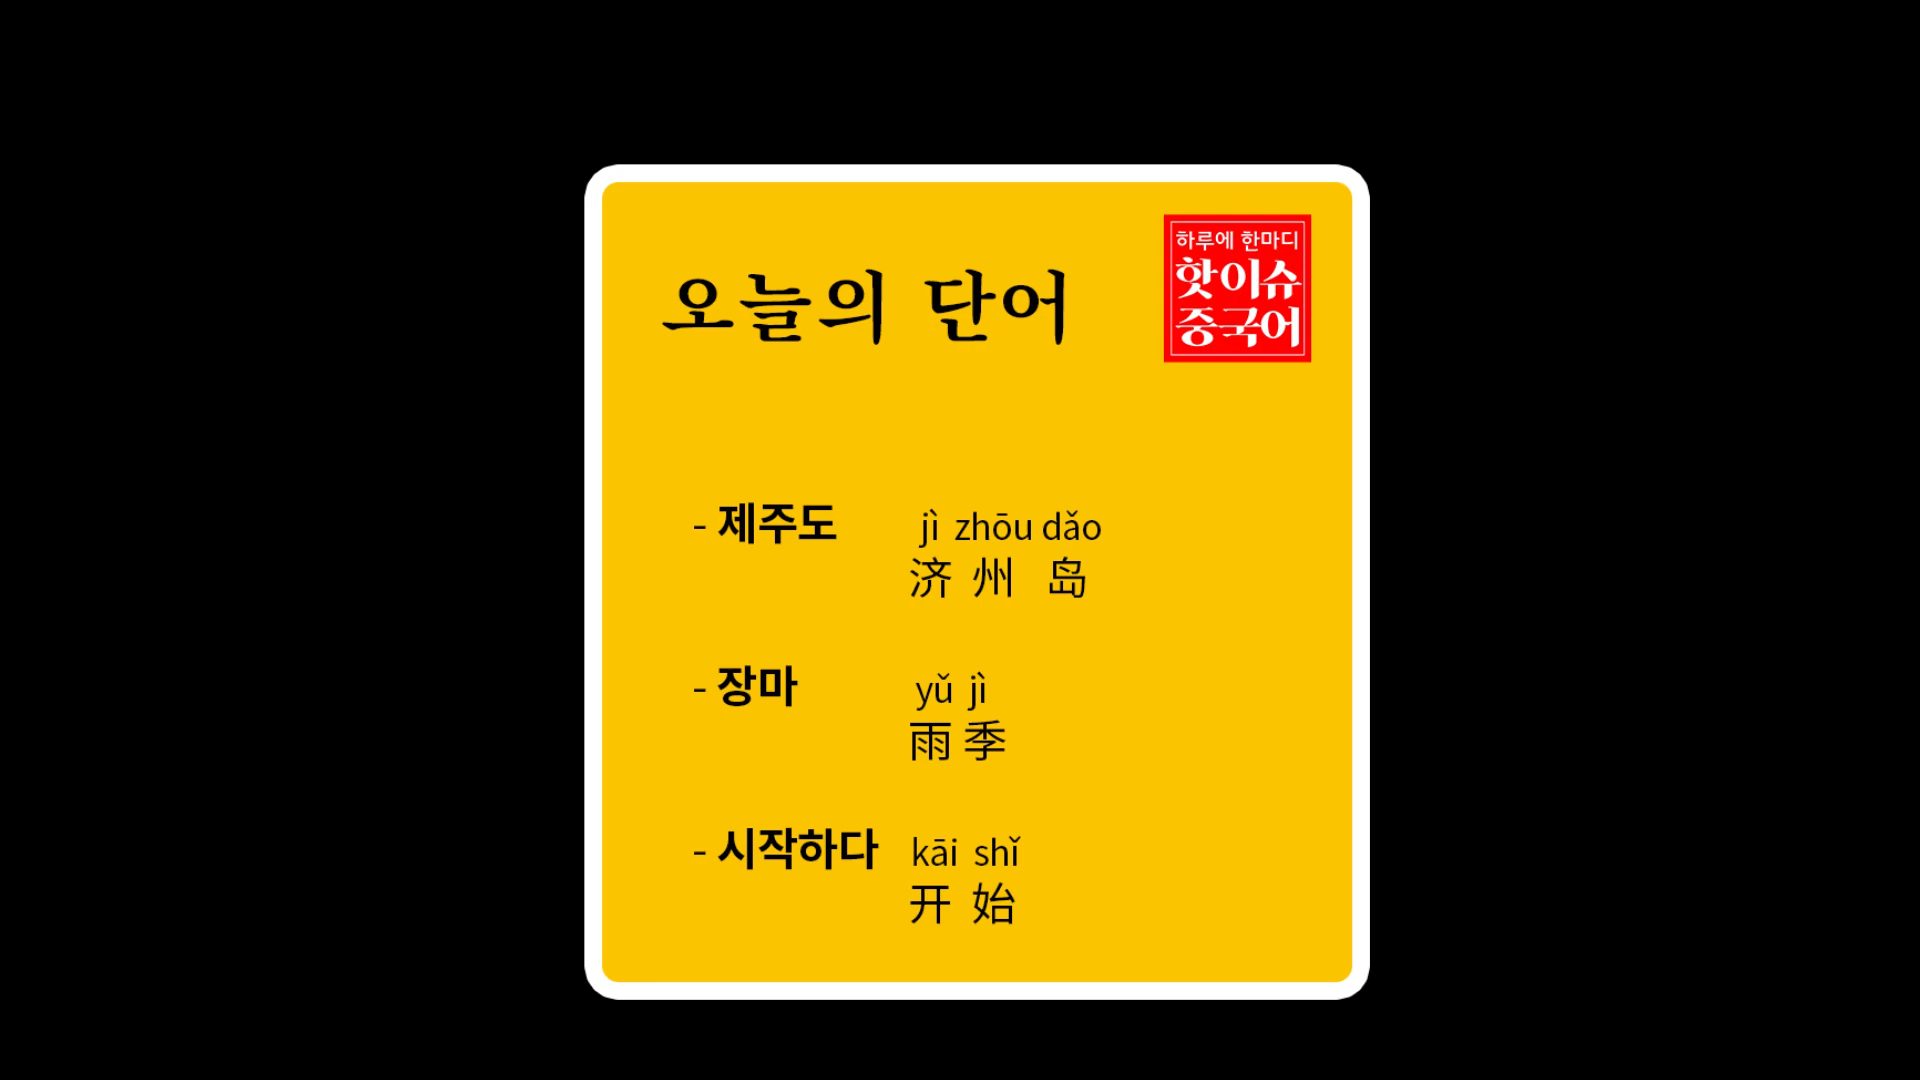 하루에 한마디
핫이슈
중국어
오늘의 단어
- 제주도 jì zhōu dǎo
济 州 岛
- 장마 yǔ jì
雨 季
- 시작하다 kāi shǐ
开 始